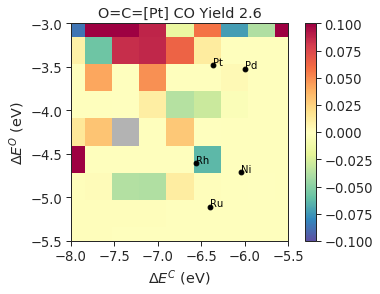 O=C=[Pt] CO Yield 2.6
−3.0
−3.5
−4.0
−4.5
−5.0
−5.5
ΔE^O (eV)
Pt
Pd
Rh
Ni
Ru
−8.0 −7.5 −7.0 −6.5 −6.0 −5.5
ΔE^C (eV)
0.100
0.075
0.050
0.025
0.000
−0.025
−0.050
−0.075
−0.100